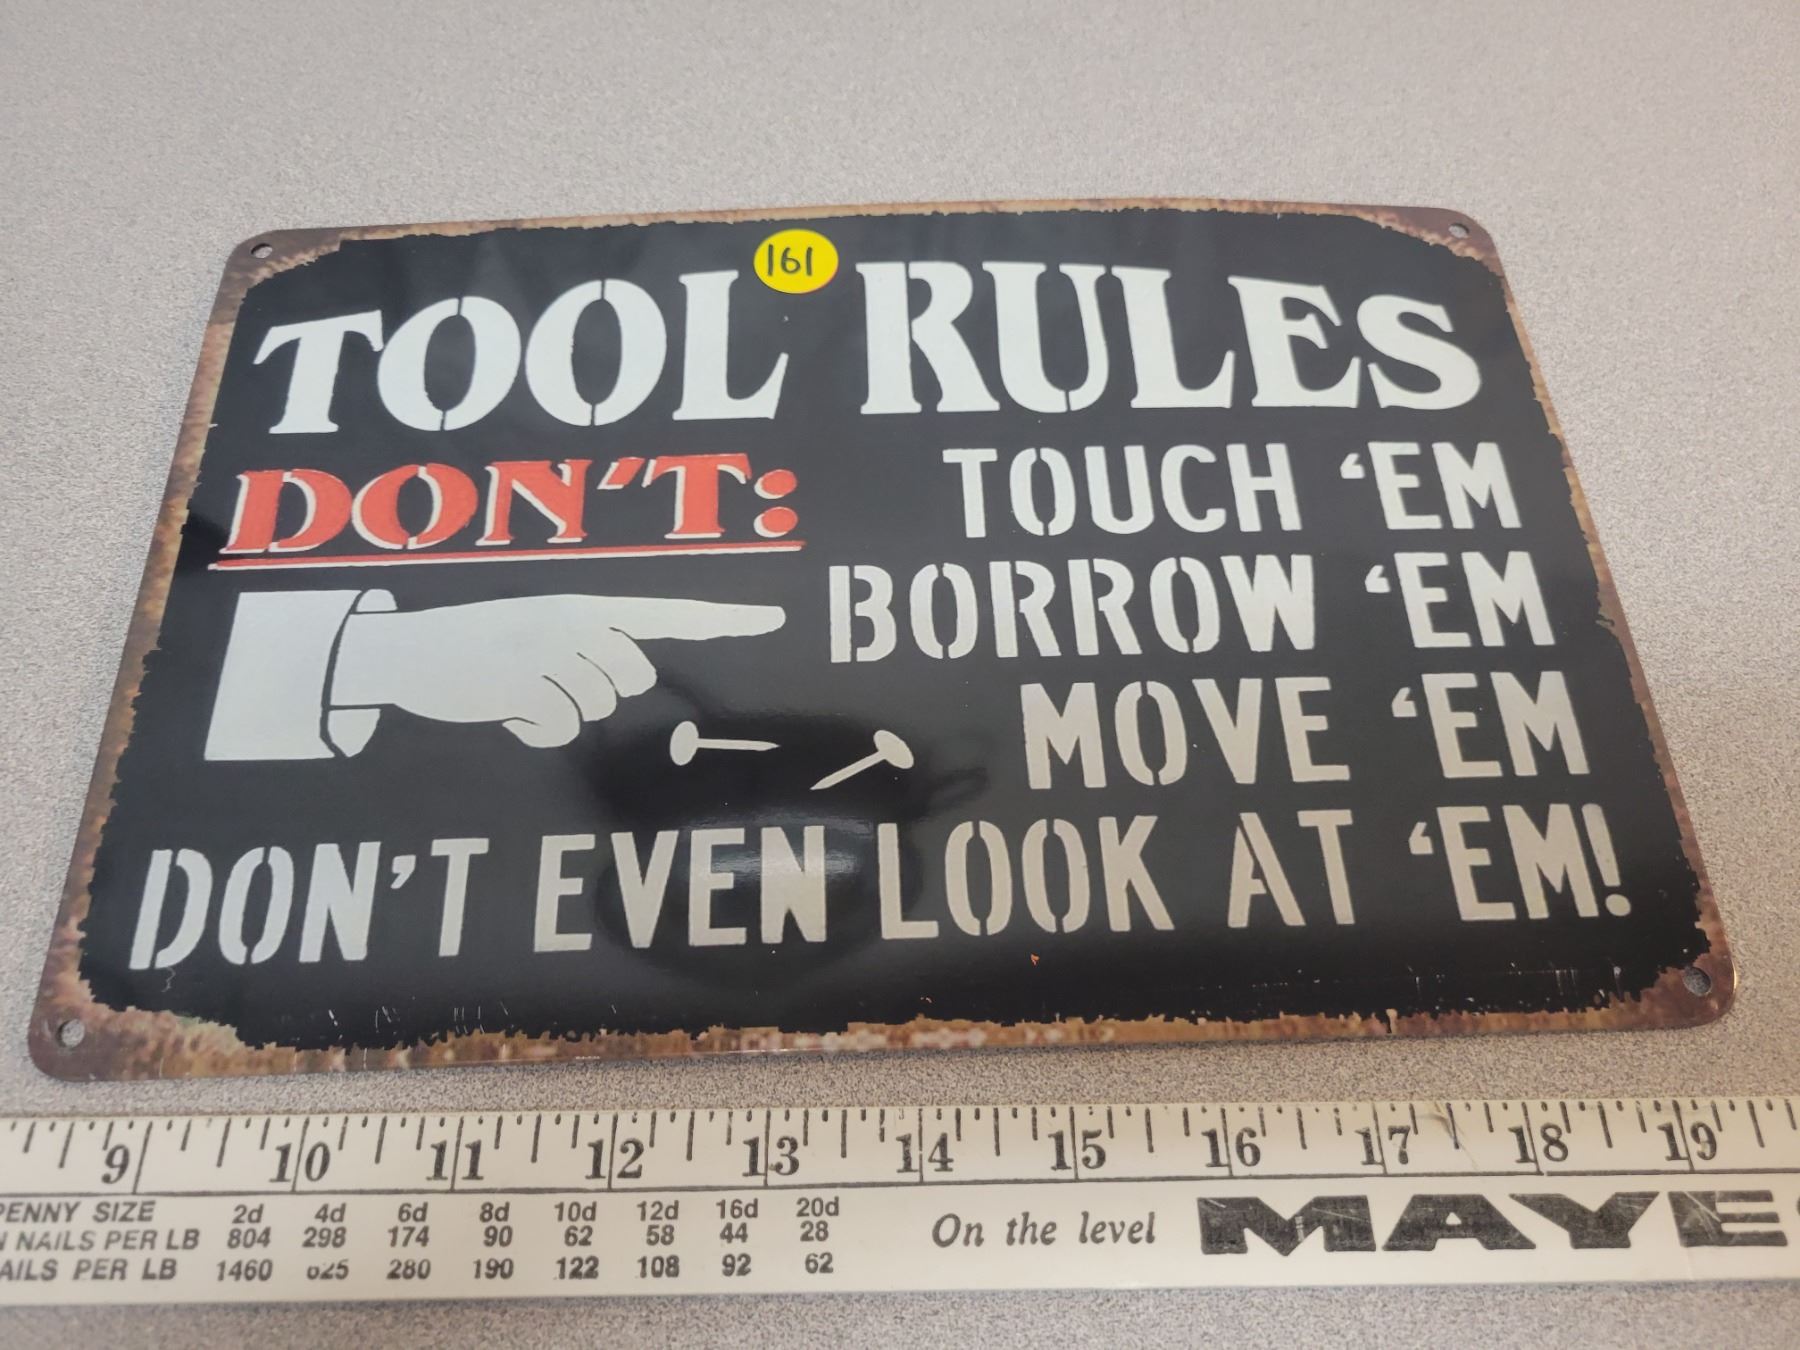 161
TOOL RULES
DON'T: TOUCH 'EM
BORROW 'EM
MOVE 'EM
DON'T EVEN LOOK AT 'EM!
9 10 11 12 13 14 15 16 17 18 19
PENNY SIZE 2d 4d 6d 8d 10d 12d 16d 20d
NAILS PER LB 804 298 174 90 62 58 44 28
AILS PER LB 1460 625 280 190 122 108 92 62
On the level MAYE